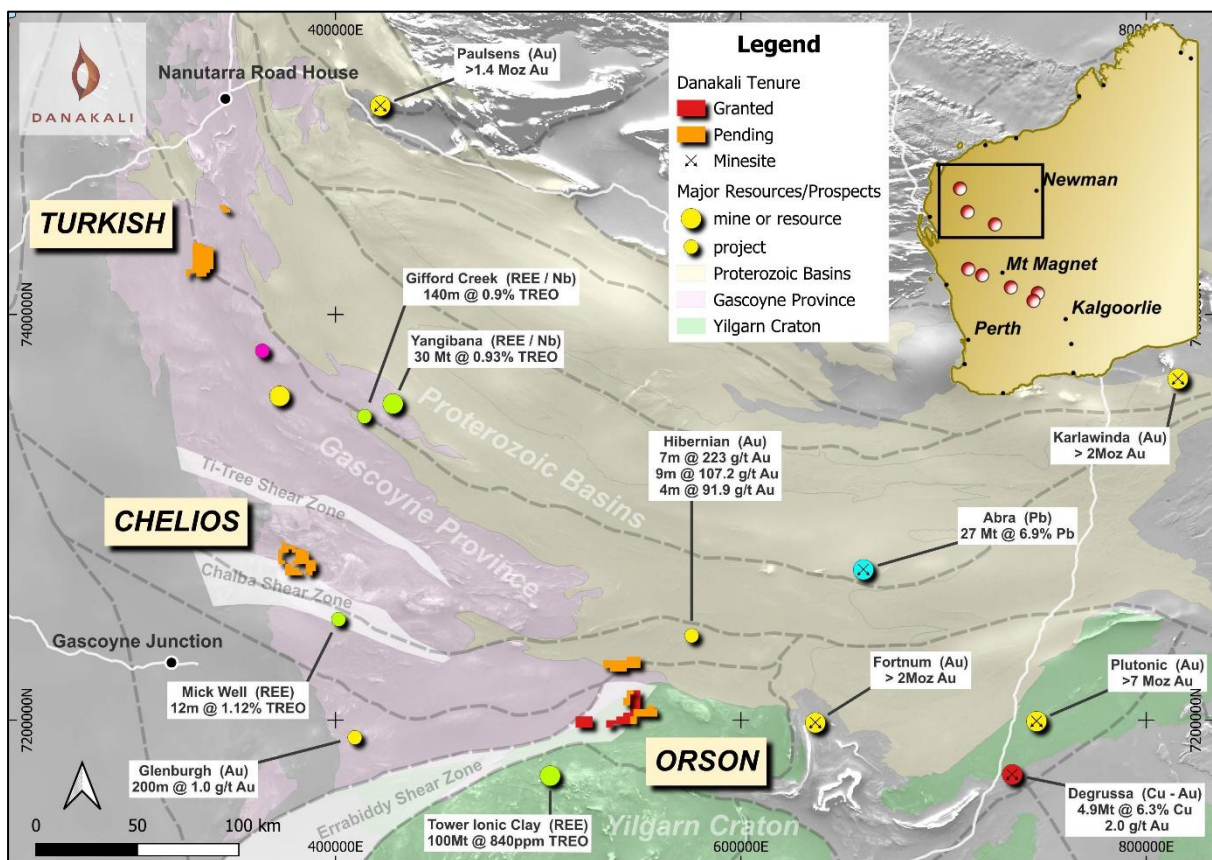 400000E
800000E
DANAKALI
Nanutarra Road House
Paulsens (Au)
>1.4 Moz Au
Legend
Danakali Tenure
Granted
Pending
Minesite
Major Resources/Prospects
mine or resource
project
Proterozoic Basins
Gascoyne Province
Yilgarn Craton
Newman
Mt Magnet
Kalgoorlie
Perth
TURKISH
7400000N
Gifford Creek (REE / Nb)
140m @ 0.9% TREO
Yangibana (REE / Nb)
30 Mt @ 0.93% TREO
Proterozoic Basins
Gascoyne Province
Karlawinda (Au)
> 2Moz Au
Hibernian (Au)
7m @ 223 g/t Au
9m @ 107.2 g/t Au
4m @ 91.9 g/t Au
Ti-Tree Shear Zone
CHELIOS
Chalba Shear Zone
Abra (Pb)
27 Mt @ 6.9% Pb
Gascoyne Junction
Mick Well (REE)
12m @ 1.12% TREO
Fortnum (Au)
> 2Moz Au
Plutonic (Au)
>7 Moz Au
7200000N
7200000N
Glenburgh (Au)
200m @ 1.0 g/t Au
ORSON
Errabiddy Shear Zone
Tower Ionic Clay (REE)
100Mt @ 840ppm TREO
Yilgarn Craton
Degrussa (Cu - Au)
4.9Mt @ 6.3% Cu
2.0 g/t Au
0 50 100 km
400000E
600000E
800000E